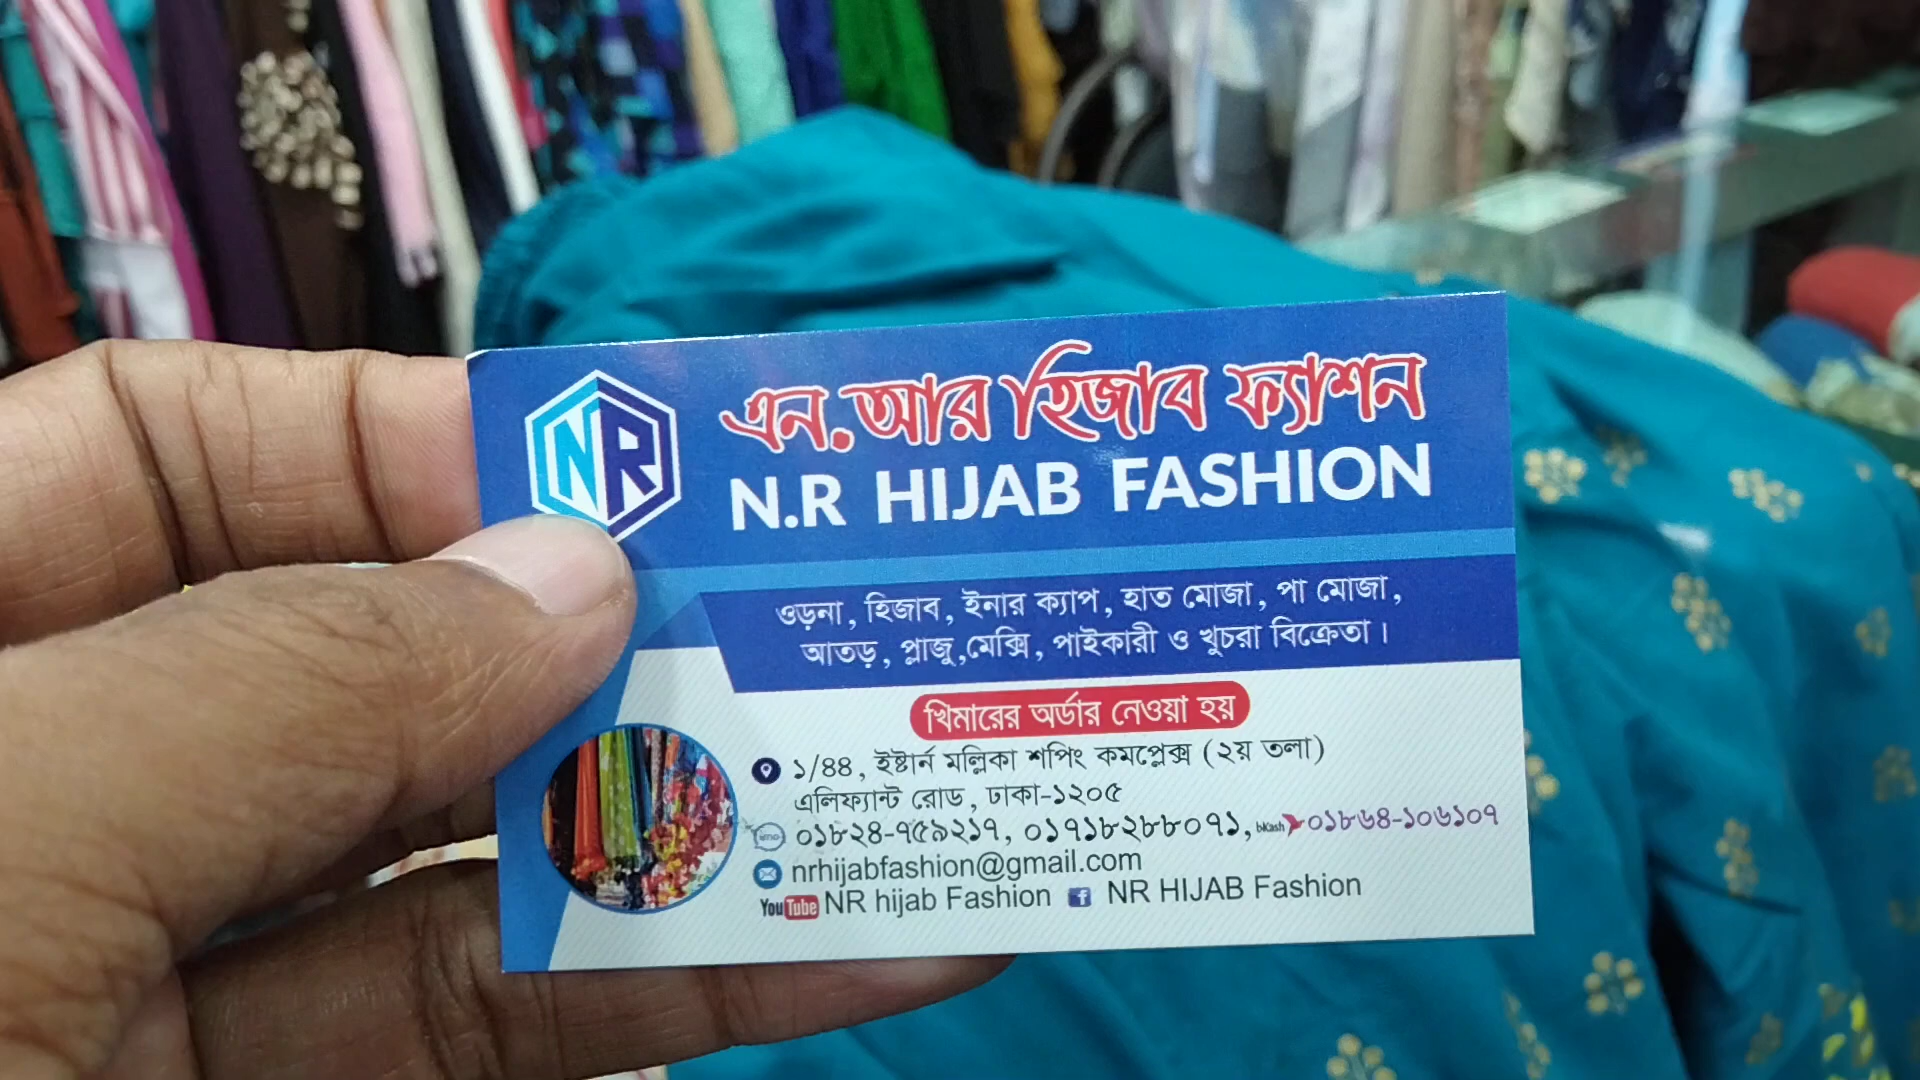 NR
এন.আর হিজাব ফ্যাশন
N.R HIJAB FASHION
ওড়না, হিজাব, ইনার ক্যাপ, হাত মোজা, পা মোজা,
আতড়, প্লাজু,মেক্সি, পাইকারী ও খুচরা বিক্রেতা।
খিমারের অর্ডার নেওয়া হয়
১/৪৪, ইষ্টার্ন মল্লিকা শপিং কমপ্লেক্স (২য় তলা)
এলিফ্যান্ট রোড, ঢাকা-১২০৫
imo ০১৮২৪-৭৫৯২১৭, ০১৭১৮২৮৮০৭১, bKash ০১৮৬৪-১০৬১০৭
nrhijabfashion@gmail.com
YouTube NR hijab Fashion f NR HIJAB Fashion